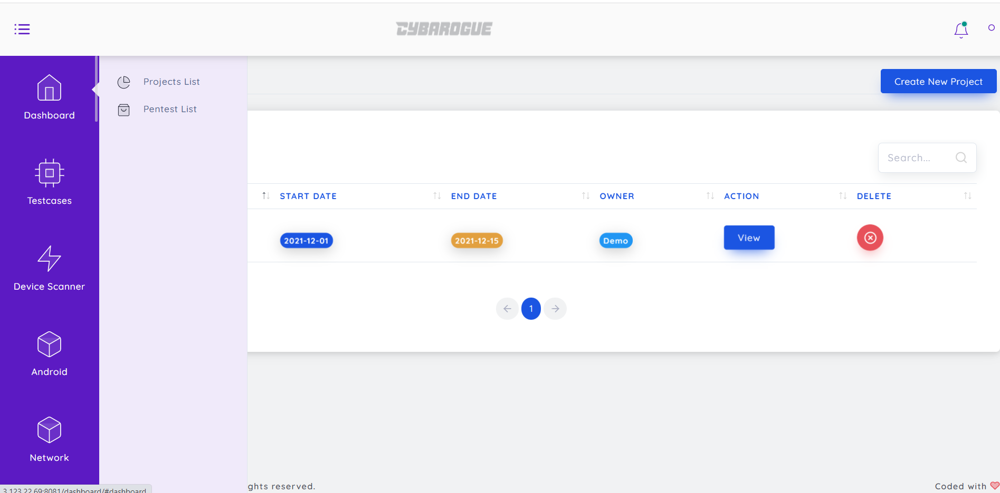 CYBAROGUE
Dashboard
Testcases
Device Scanner
Android
Network
Projects List
Pentest List
Create New Project
Search...
START DATE END DATE OWNER ACTION DELETE
2021-12-01 2021-12-15 Demo View
1
ghts reserved.
Coded with
3.123.22.69:8081/dashboard/#dashboard